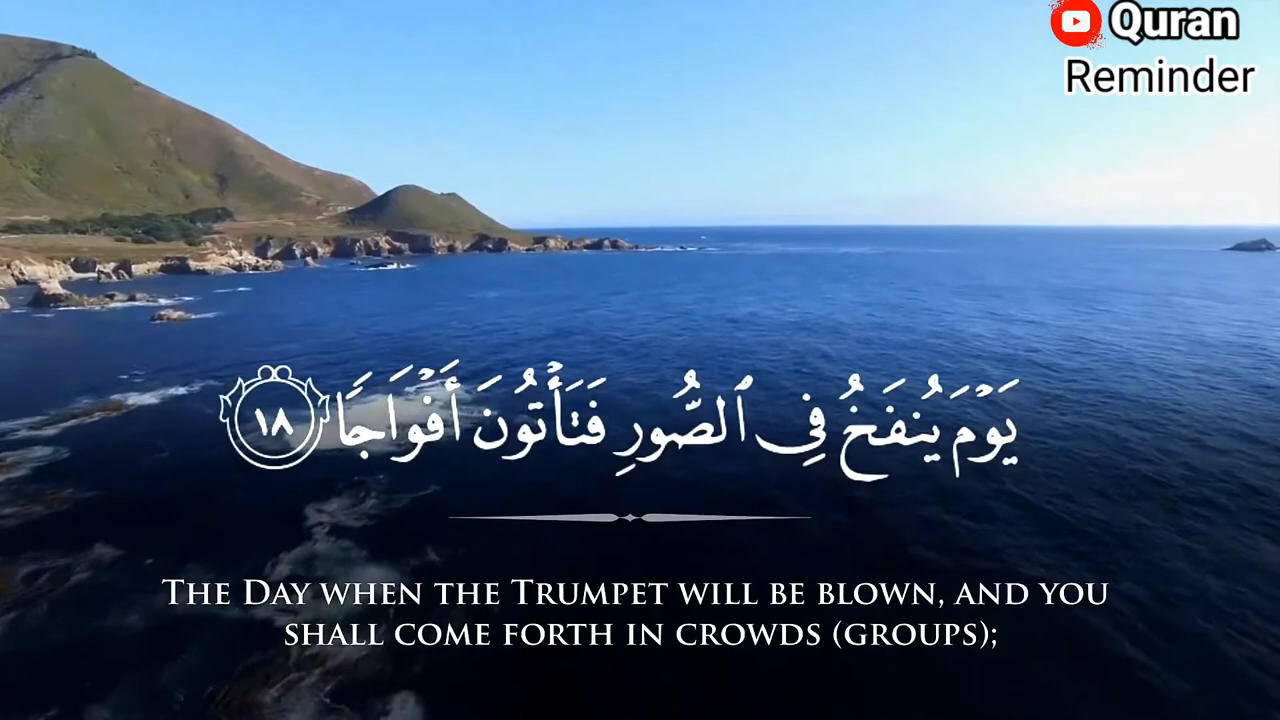 Quran
Reminder
يَوْمَ يُنفَخُ فِى ٱلصُّورِ فَتَأْتُونَ أَفْوَاجًا ١٨
THE DAY WHEN THE TRUMPET WILL BE BLOWN, AND YOU
SHALL COME FORTH IN CROWDS (GROUPS);